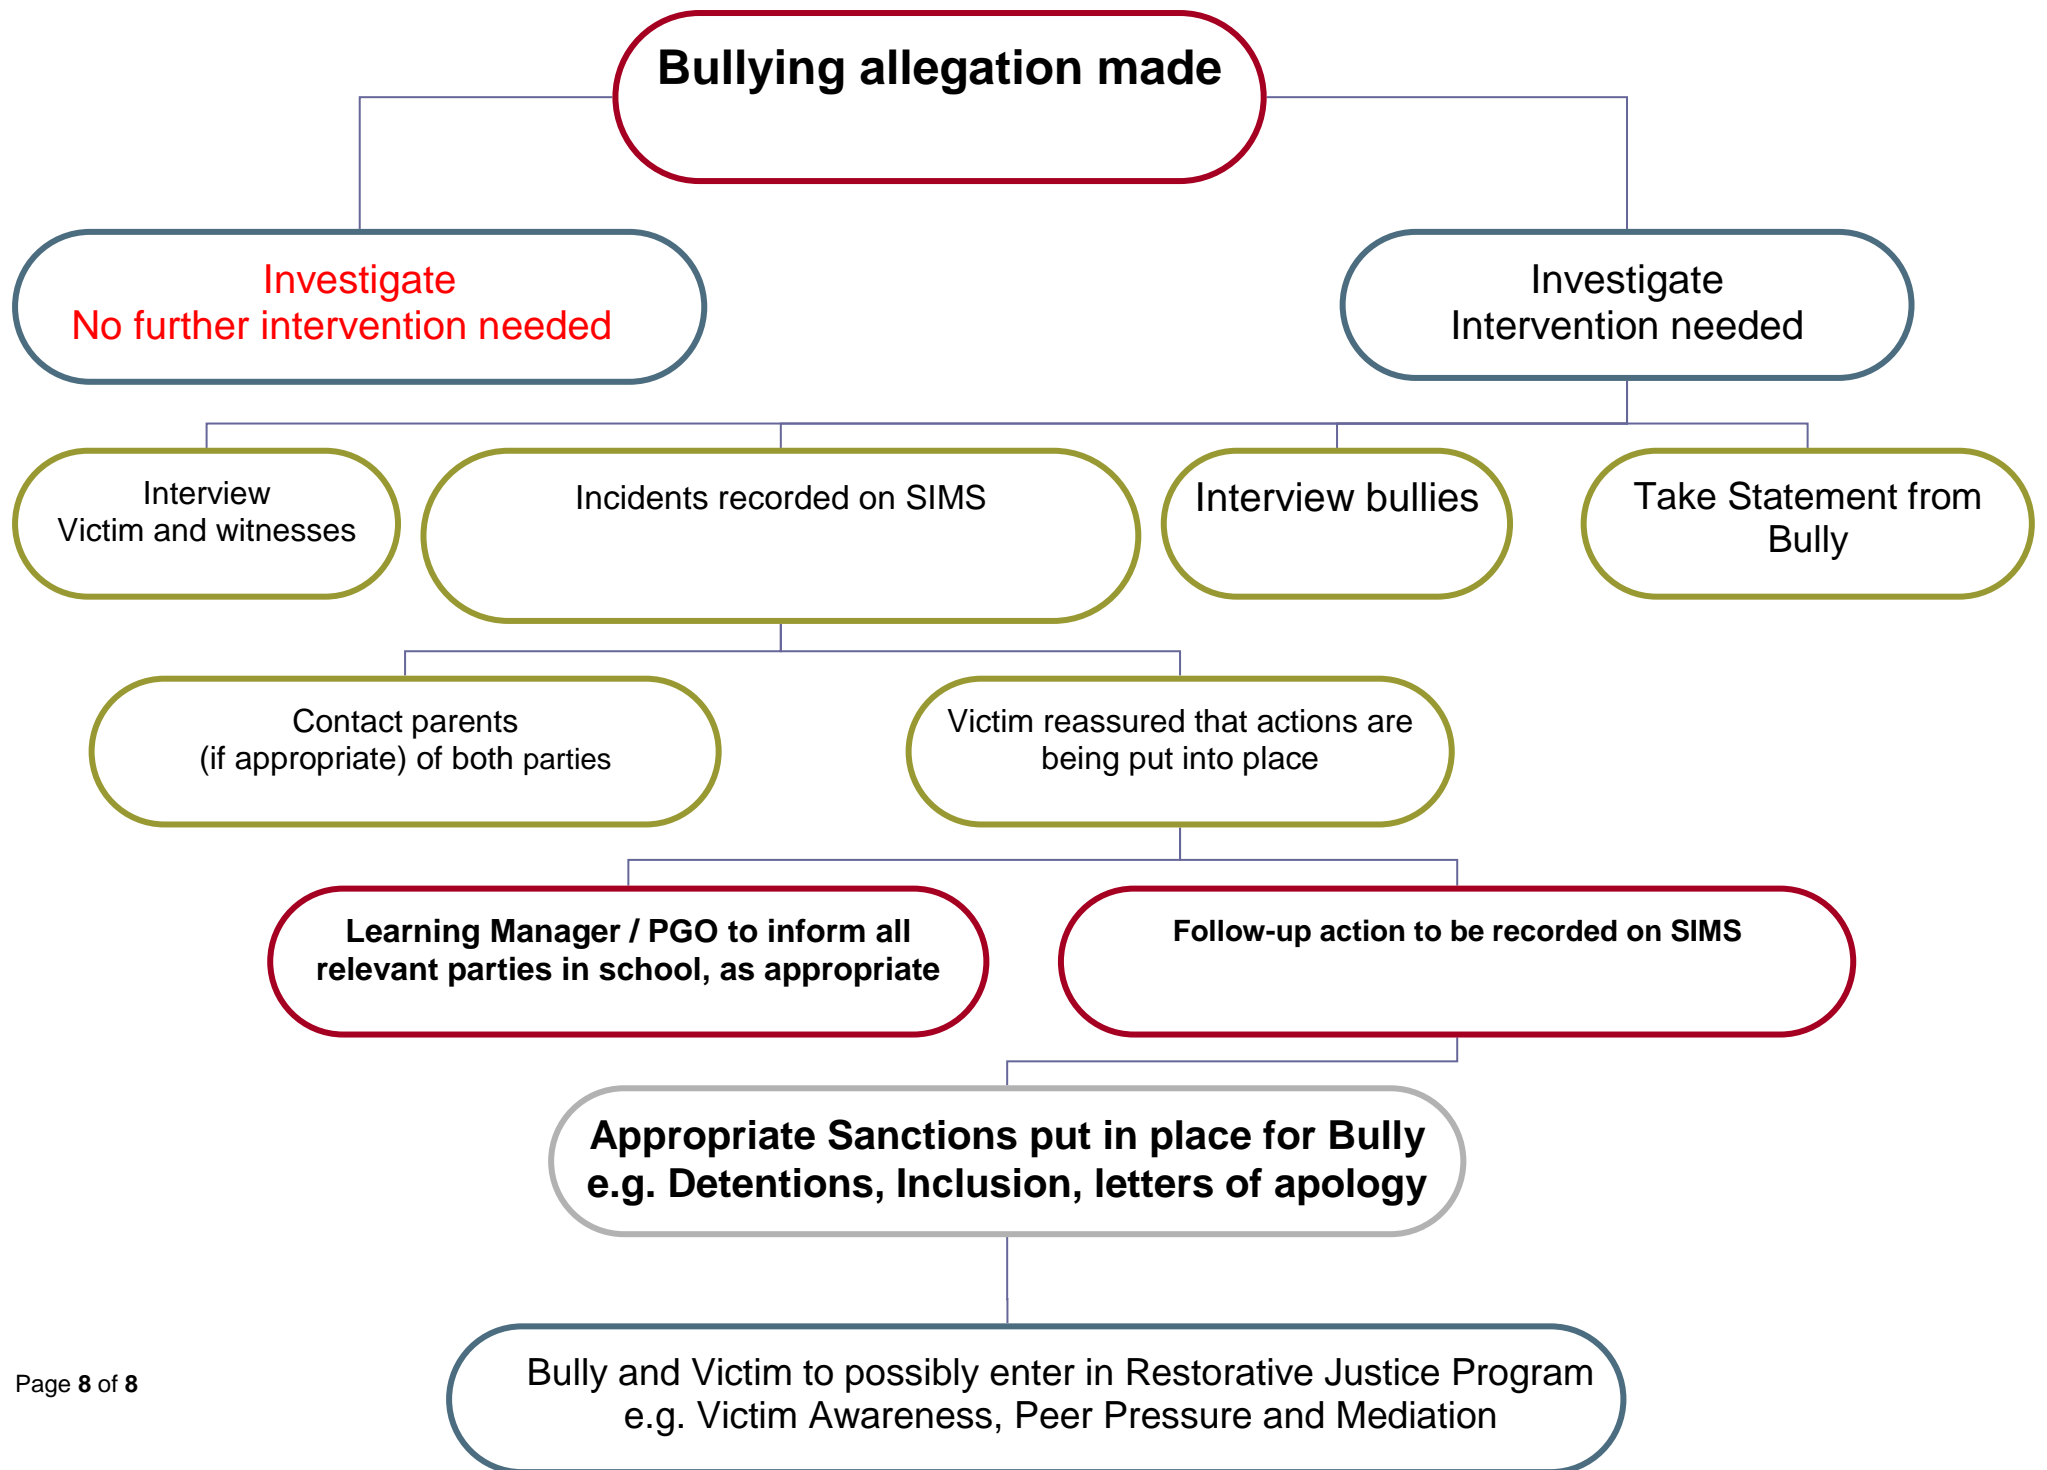 Bullying allegation made
Investigate
No further intervention needed
Investigate
Intervention needed
Interview
Victim and witnesses
Incidents recorded on SIMS
Interview bullies
Take Statement from
Bully
Contact parents
(if appropriate) of both parties
Victim reassured that actions are
being put into place
Learning Manager / PGO to inform all
relevant parties in school, as appropriate
Follow-up action to be recorded on SIMS
Appropriate Sanctions put in place for Bully
e.g. Detentions, Inclusion, letters of apology
Bully and Victim to possibly enter in Restorative Justice Program
e.g. Victim Awareness, Peer Pressure and Mediation
Page 8 of 8